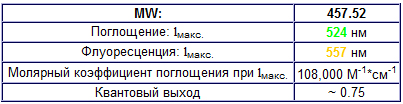 MW: 457.52
Поглощение: lмакс. 524 нм
Флуоресценция: lмакс. 557 нм
Молярный коэффициент поглощения при lмакс. 108,000 M-1*см-1
Квантовый выход ~ 0.75